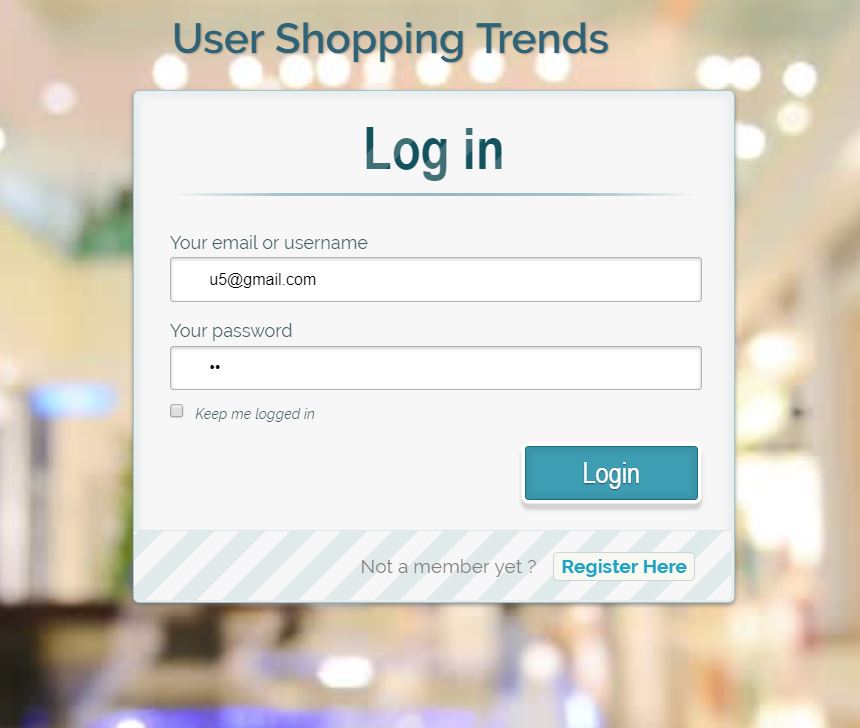 User Shopping Trends
Log in
Your email or username
u5@gmail.com
Your password
••
Keep me logged in
Login
Not a member yet ? Register Here